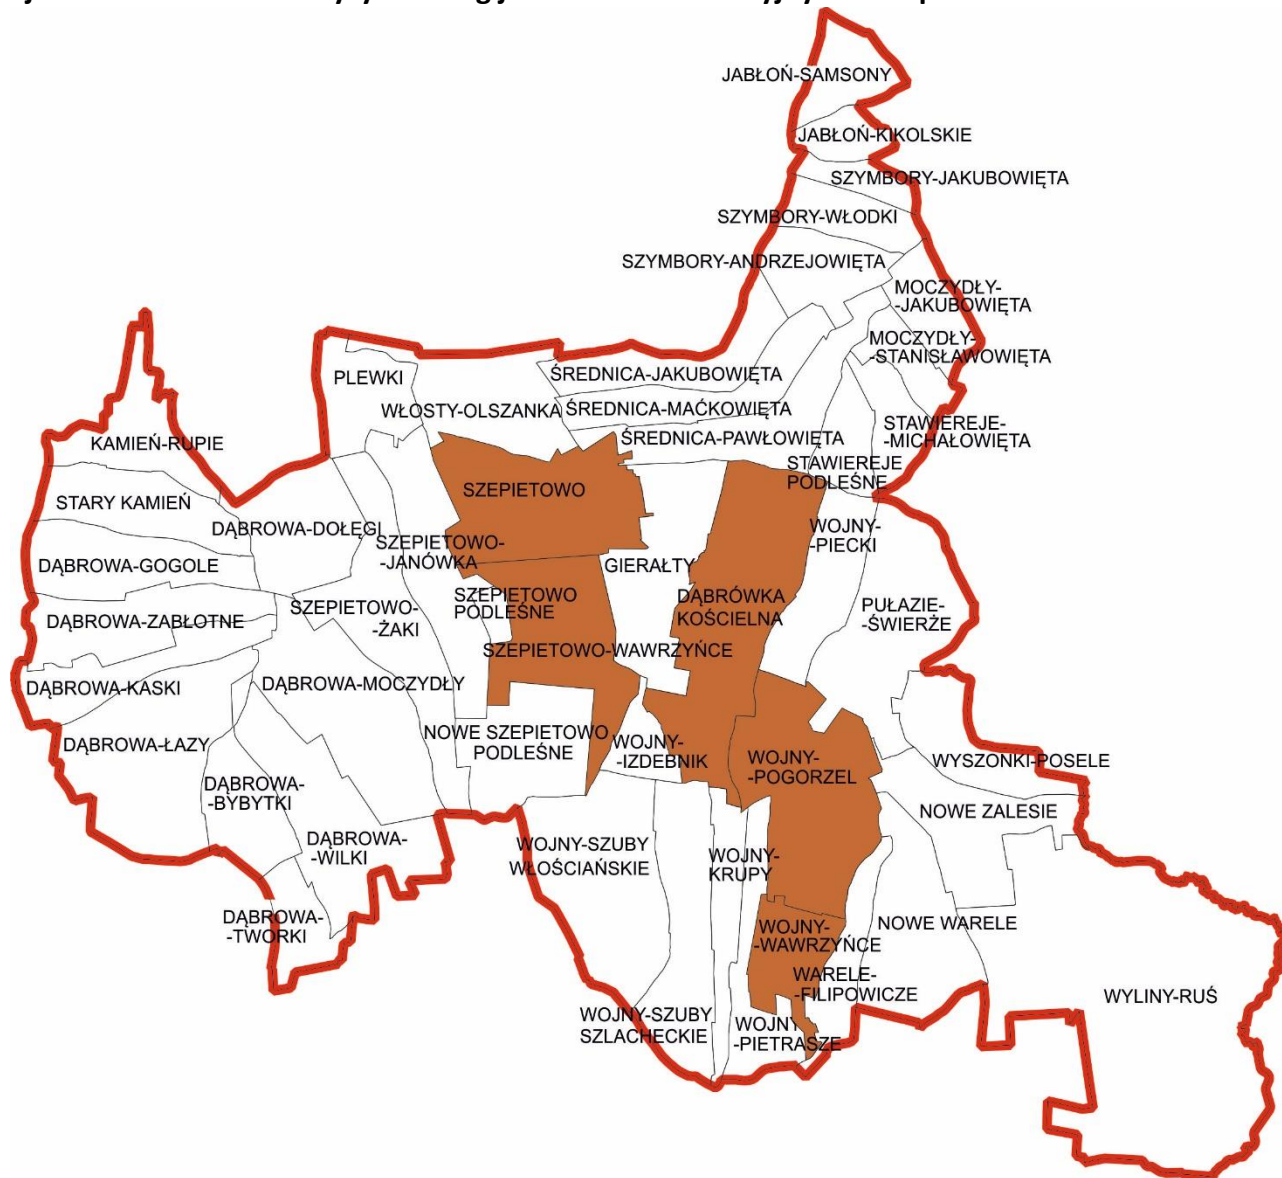 JABŁOŃ-SAMSONY
JABŁOŃ-KIKOLSKIE
SZYMBORY-JAKUBOWIĘTA
SZYMBORY-WŁODKI
SZYMBORY-ANDRZEJOWIĘTA
MOCZYDŁY-
-JAKUBOWIĘTA
MOCZYDŁY-
-STANISŁAWOWIĘTA
PLEWKI
ŚREDNICA-JAKUBOWIĘTA
WŁOSTY-OLSZANKA
ŚREDNICA-MAĆKOWIĘTA
ŚREDNICA-PAWŁOWIĘTA
STAWIEREJE-
-MICHAŁOWIĘTA
KAMIEŃ-RUPIE
STAWIEREJE
PODLEŚNE
SZEPIETOWO
STARY KAMIEŃ
DĄBROWA-DOŁĘGI
SZEPIETOWO-
-JANÓWKA
WOJNY-
-PIECKI
DĄBROWA-GOGOLE
GIERAŁTY
SZEPIETOWO
PODLEŚNE
DĄBRÓWKA
KOŚCIELNA
PUŁAZIE-
-ŚWIERŻE
DĄBROWA-ZABŁOTNE
SZEPIETOWO-
-ŻAKI
SZEPIETOWO-WAWRZYŃCE
DĄBROWA-KASKI
DĄBROWA-MOCZYDŁY
DĄBROWA-ŁAZY
NOWE SZEPIETOWO
PODLEŚNE
WOJNY-
-IZDEBNIK
WOJNY-
-POGORZEL
WYSZONKI-POSELE
DĄBROWA-
-BYBYTKI
NOWE ZALESIE
DĄBROWA-
-WILKI
WOJNY-SZUBY
WŁOŚCIAŃSKIE
WOJNY-
-KRUPY
DĄBROWA-
-TWORKI
WOJNY-
-WAWRZYŃCE
NOWE WARELE
WARELE-
-FILIPOWICZE
WYLINY-RUŚ
WOJNY-SZUBY
SZLACHECKIE
WOJNY
-PIETRASZE